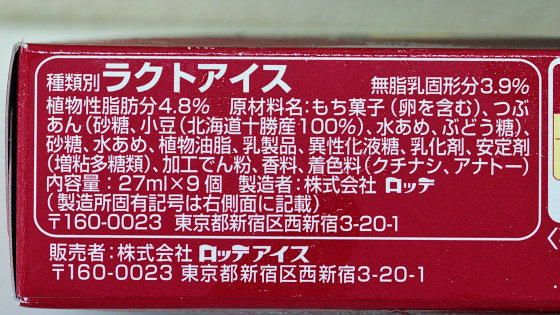 種類別ラクトアイス 無脂乳固形分3.9%
植物性脂肪分4.8% 原材料名:もち菓子(卵を含む)、つぶ
あん(砂糖、小豆(北海道十勝産100%)、水あめ、ぶどう糖)、
砂糖、水あめ、植物油脂、乳製品、異性化液糖、乳化剤、安定剤
(増粘多糖類)、加工でん粉、香料、着色料(クチナシ、アナトー)
内容量:27ml×9個 製造者:株式会社 ロッテ
(製造所固有記号は右側面に記載)
〒160-0023 東京都新宿区西新宿3-20-1
販売者:株式会社 ロッテアイス
〒160-0023 東京都新宿区西新宿3-20-1